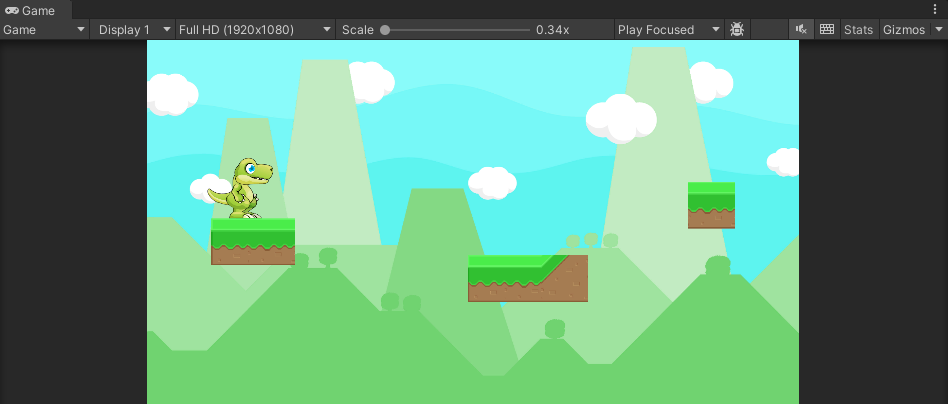 Game
Game Display 1 Full HD (1920x1080) Scale 0.34x Play Focused Stats Gizmos